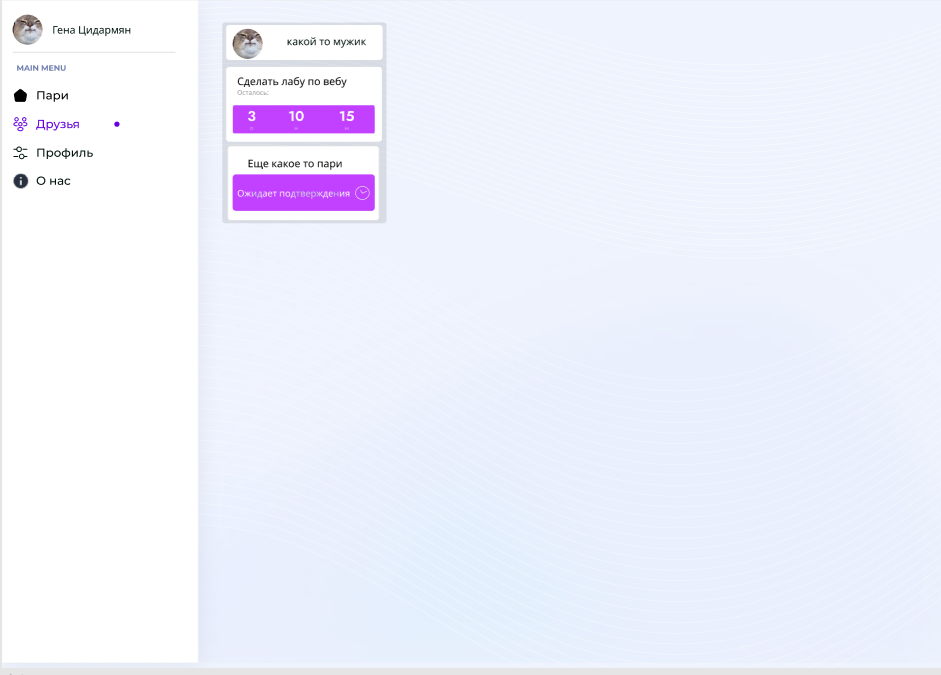 Гена Цидармян
MAIN MENU
Пари
Друзья
Профиль
О нас
какой то мужик
Сделать лабу по вебу
Осталось:
3 10 15
Еще какое то пари
Ожидает подтверждения